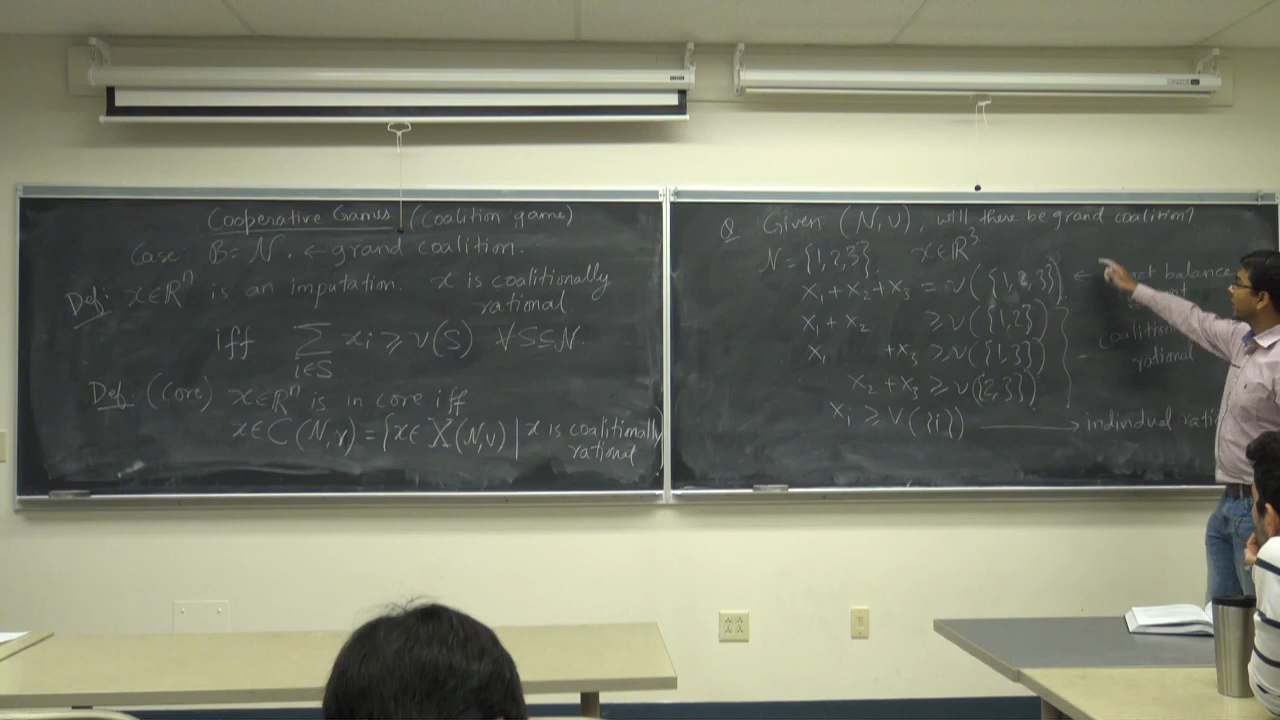 Cooperative Games (Coalition game)
Case: B = N. ← grand coalition.
Def: x∈ℝⁿ is an imputation. x is coalitionally
rational
iff ∑_{i∈S} xi ⩾ v(S) ∀S⊆N.
Def: (Core) x∈ℝⁿ is in core iff
x∈C(N,v) = {x∈ X(N,v) | x is coalitionally
rational
Q Given (N,v), will there be grand coalition?
N = {1,2,3} x∈ℝ³
x₁+x₂+x₃ = v({1,2,3}) ← balance
x₁+x₂ ⩾ v({1,2})
x₁ +x₃ ⩾ v({1,3})
rational
x₂+x₃ ⩾ v({2,3})
xi ⩾ v({i}) → individual